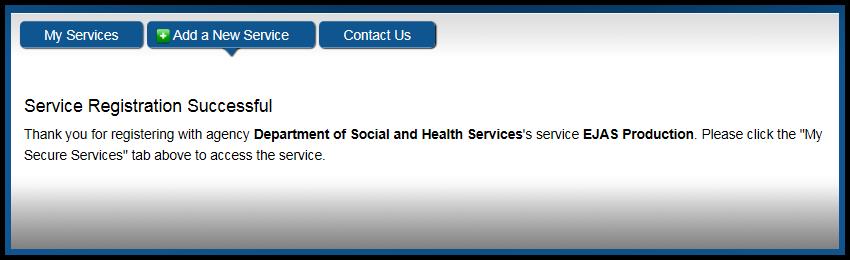 My Services
Add a New Service
Contact Us
Service Registration Successful
Thank you for registering with agency Department of Social and Health Services's service EJAS Production. Please click the "My
Secure Services" tab above to access the service.